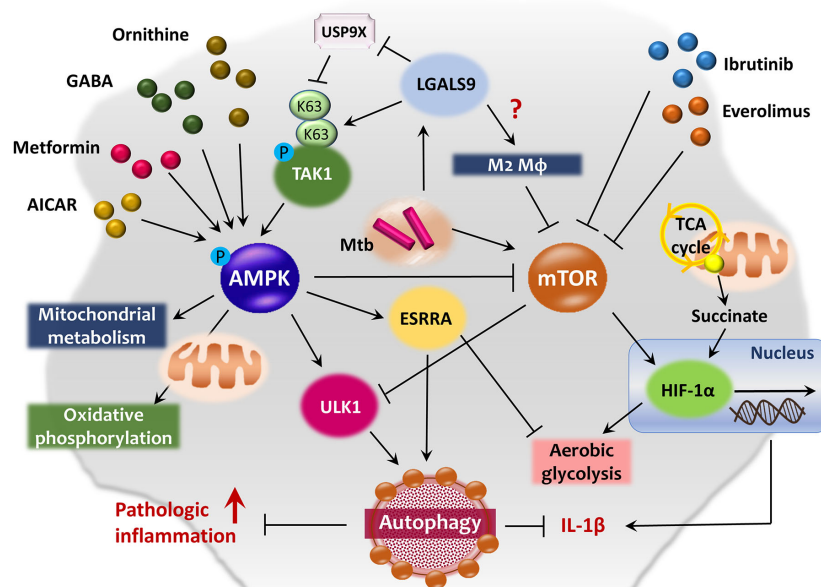 Ornithine
USP9X
GABA
LGALS9
Ibrutinib
K63
Everolimus
K63
?
Metformin
P
TAK1
M2 Mϕ
AICAR
TCA
cycle
Mtb
P
AMPK
mTOR
Mitochondrial
metabolism
ESRRA
Succinate
Nucleus
ULK1
HIF-1α
Oxidative
phosphorylation
Aerobic
glycolysis
Pathologic
inflammation
Autophagy
IL-1β